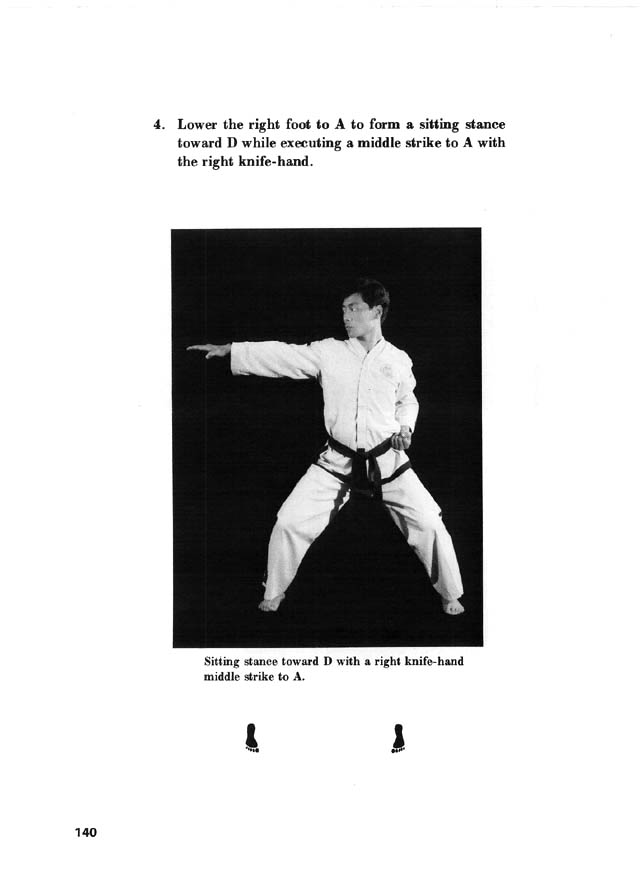 4. Lower the right foot to A to form a sitting stance
toward D while executing a middle strike to A with
the right knife-hand.
Sitting stance toward D with a right knife-hand
middle strike to A.
140